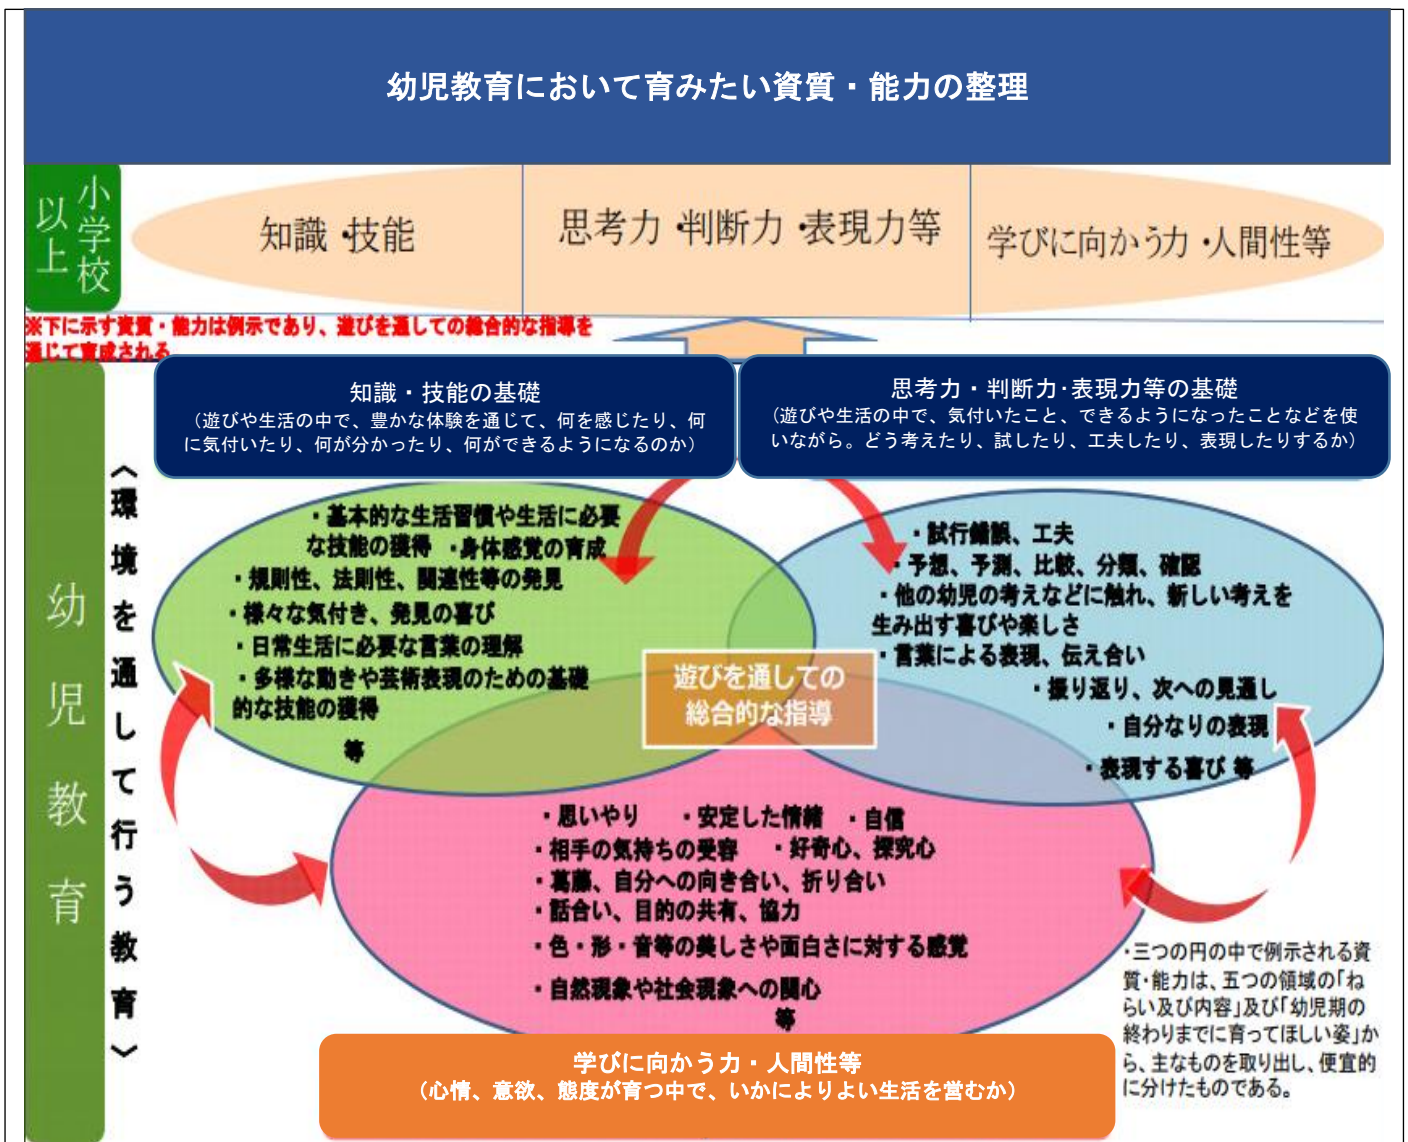 幼児教育において育みたい資質・能力の整理
小学校
以上
知識・技能
思考力・判断力・表現力等
学びに向かう力・人間性等
※下に示す資質・能力は例示であり、遊びを通しての総合的な指導を
通じて育成される
幼児教育
〈環境を通して行う教育〉
知識・技能の基礎
（遊びや生活の中で、豊かな体験を通じて、何を感じたり、何
に気付いたり、何が分かったり、何ができるようになるのか）
思考力・判断力・表現力等の基礎
（遊びや生活の中で、気付いたこと、できるようになったことなどを使
いながら。どう考えたり、試したり、工夫したり、表現したりするか）
・基本的な生活習慣や生活に必要
な技能の獲得 ・身体感覚の育成
・規則性、法則性、関連性等の発見
・様々な気付き、発見の喜び
・日常生活に必要な言葉の理解
・多様な動きや芸術表現のための基礎
的な技能の獲得
等
・試行錯誤、工夫
・予想、予測、比較、分類、確認
・他の幼児の考えなどに触れ、新しい考えを
生み出す喜びや楽しさ
・言葉による表現、伝え合い
・振り返り、次への見通し
・自分なりの表現
・表現する喜び 等
遊びを通しての
総合的な指導
・思いやり ・安定した情緒 ・自信
・相手の気持ちの受容 ・好奇心、探究心
・葛藤、自分への向き合い、折り合い
・話合い、目的の共有、協力
・色・形・音等の美しさや面白さに対する感覚
・自然現象や社会現象への関心
等
学びに向かう力・人間性等
（心情、意欲、態度が育つ中で、いかによりよい生活を営むか）
・三つの円の中で例示される資
質・能力は、五つの領域の「ね
らい及び内容」及び「幼児期の
終わりまでに育ってほしい姿」か
ら、主なものを取り出し、便宜的
に分けたものである。